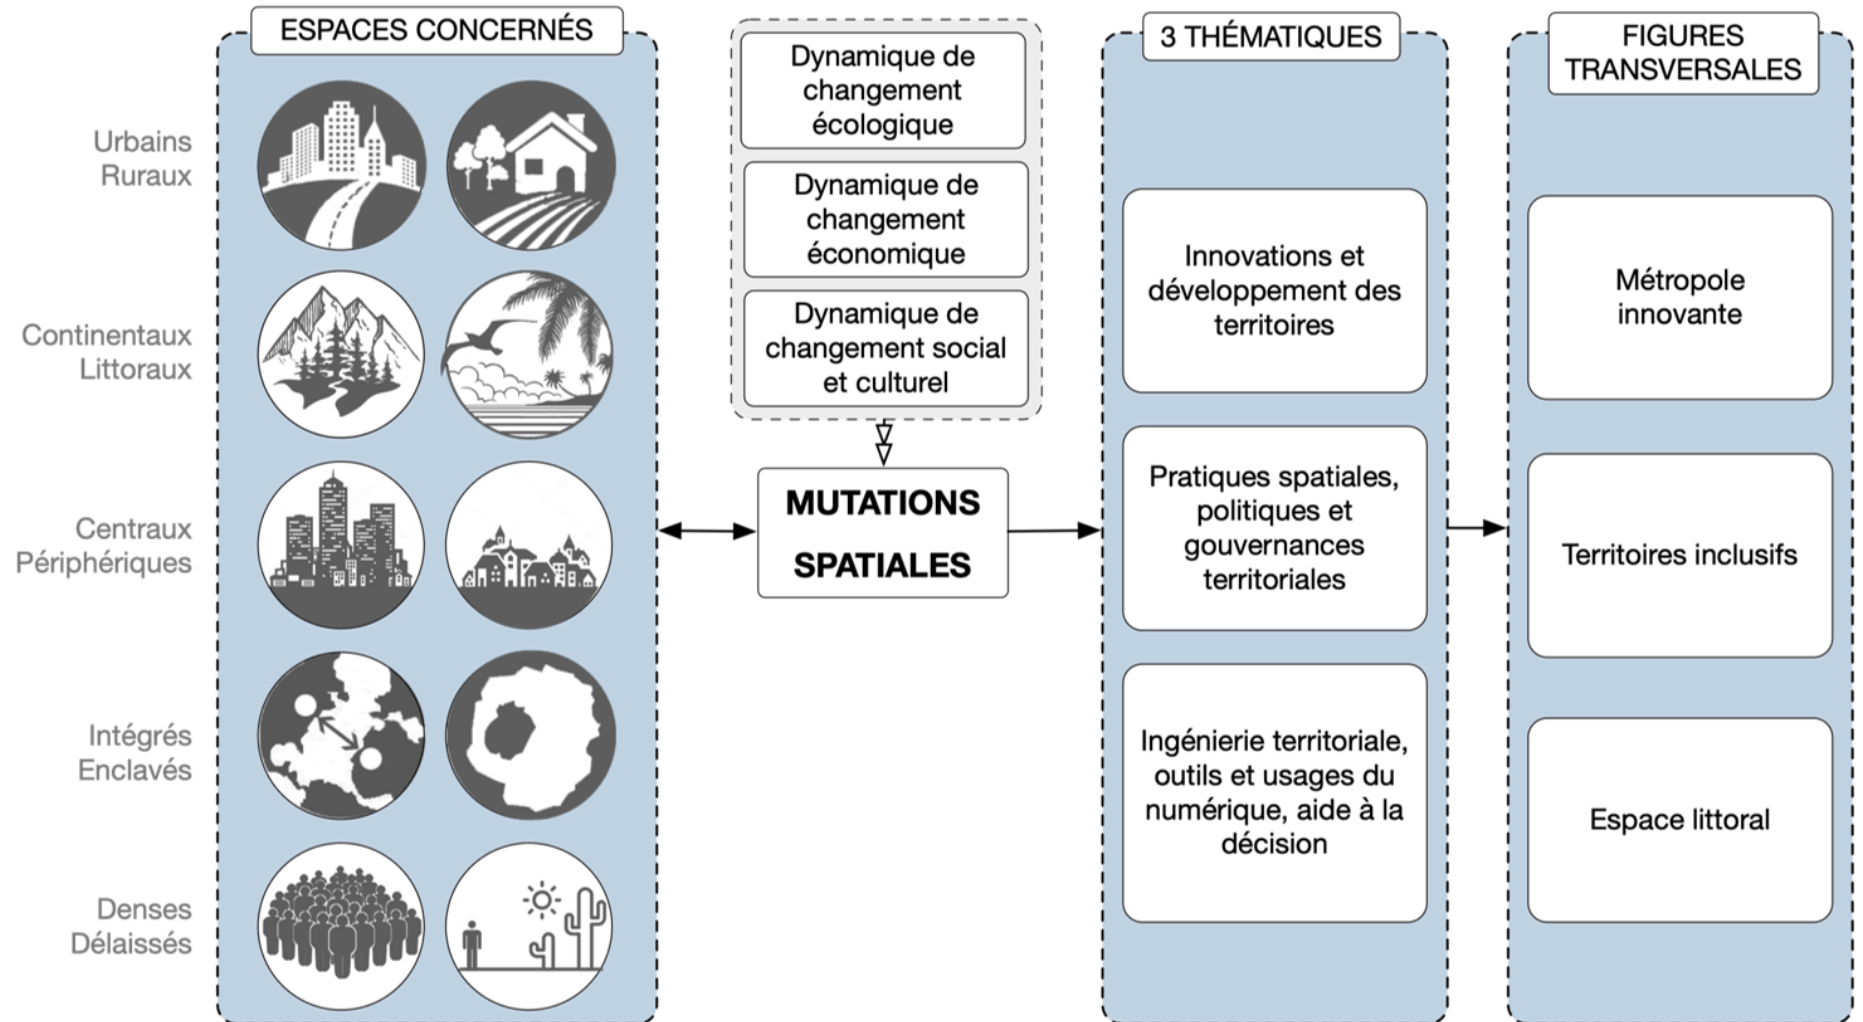 ESPACES CONCERNÉS
Urbains
Ruraux
Continentaux
Littoraux
Centraux
Périphériques
Intégrés
Enclavés
Denses
Délaissés
Dynamique de
changement
écologique
Dynamique de
changement
économique
Dynamique de
changement social
et culturel
MUTATIONS
SPATIALES
3 THÉMATIQUES
Innovations et
développement des
territoires
Pratiques spatiales,
politiques et
gouvernances
territoriales
Ingénierie territoriale,
outils et usages du
numérique, aide à la
décision
FIGURES
TRANSVERSALES
Métropole
innovante
Territoires inclusifs
Espace littoral